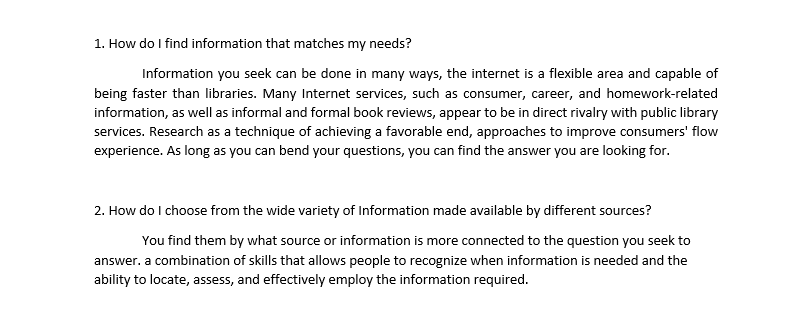 1. How do I find information that matches my needs?
Information you seek can be done in many ways, the internet is a flexible area and capable of
being faster than libraries. Many Internet services, such as consumer, career, and homework-related
information, as well as informal and formal book reviews, appear to be in direct rivalry with public library
services. Research as a technique of achieving a favorable end, approaches to improve consumers' flow
experience. As long as you can bend your questions, you can find the answer you are looking for.
2. How do I choose from the wide variety of Information made available by different sources?
You find them by what source or information is more connected to the question you seek to
answer. a combination of skills that allows people to recognize when information is needed and the
ability to locate, assess, and effectively employ the information required.